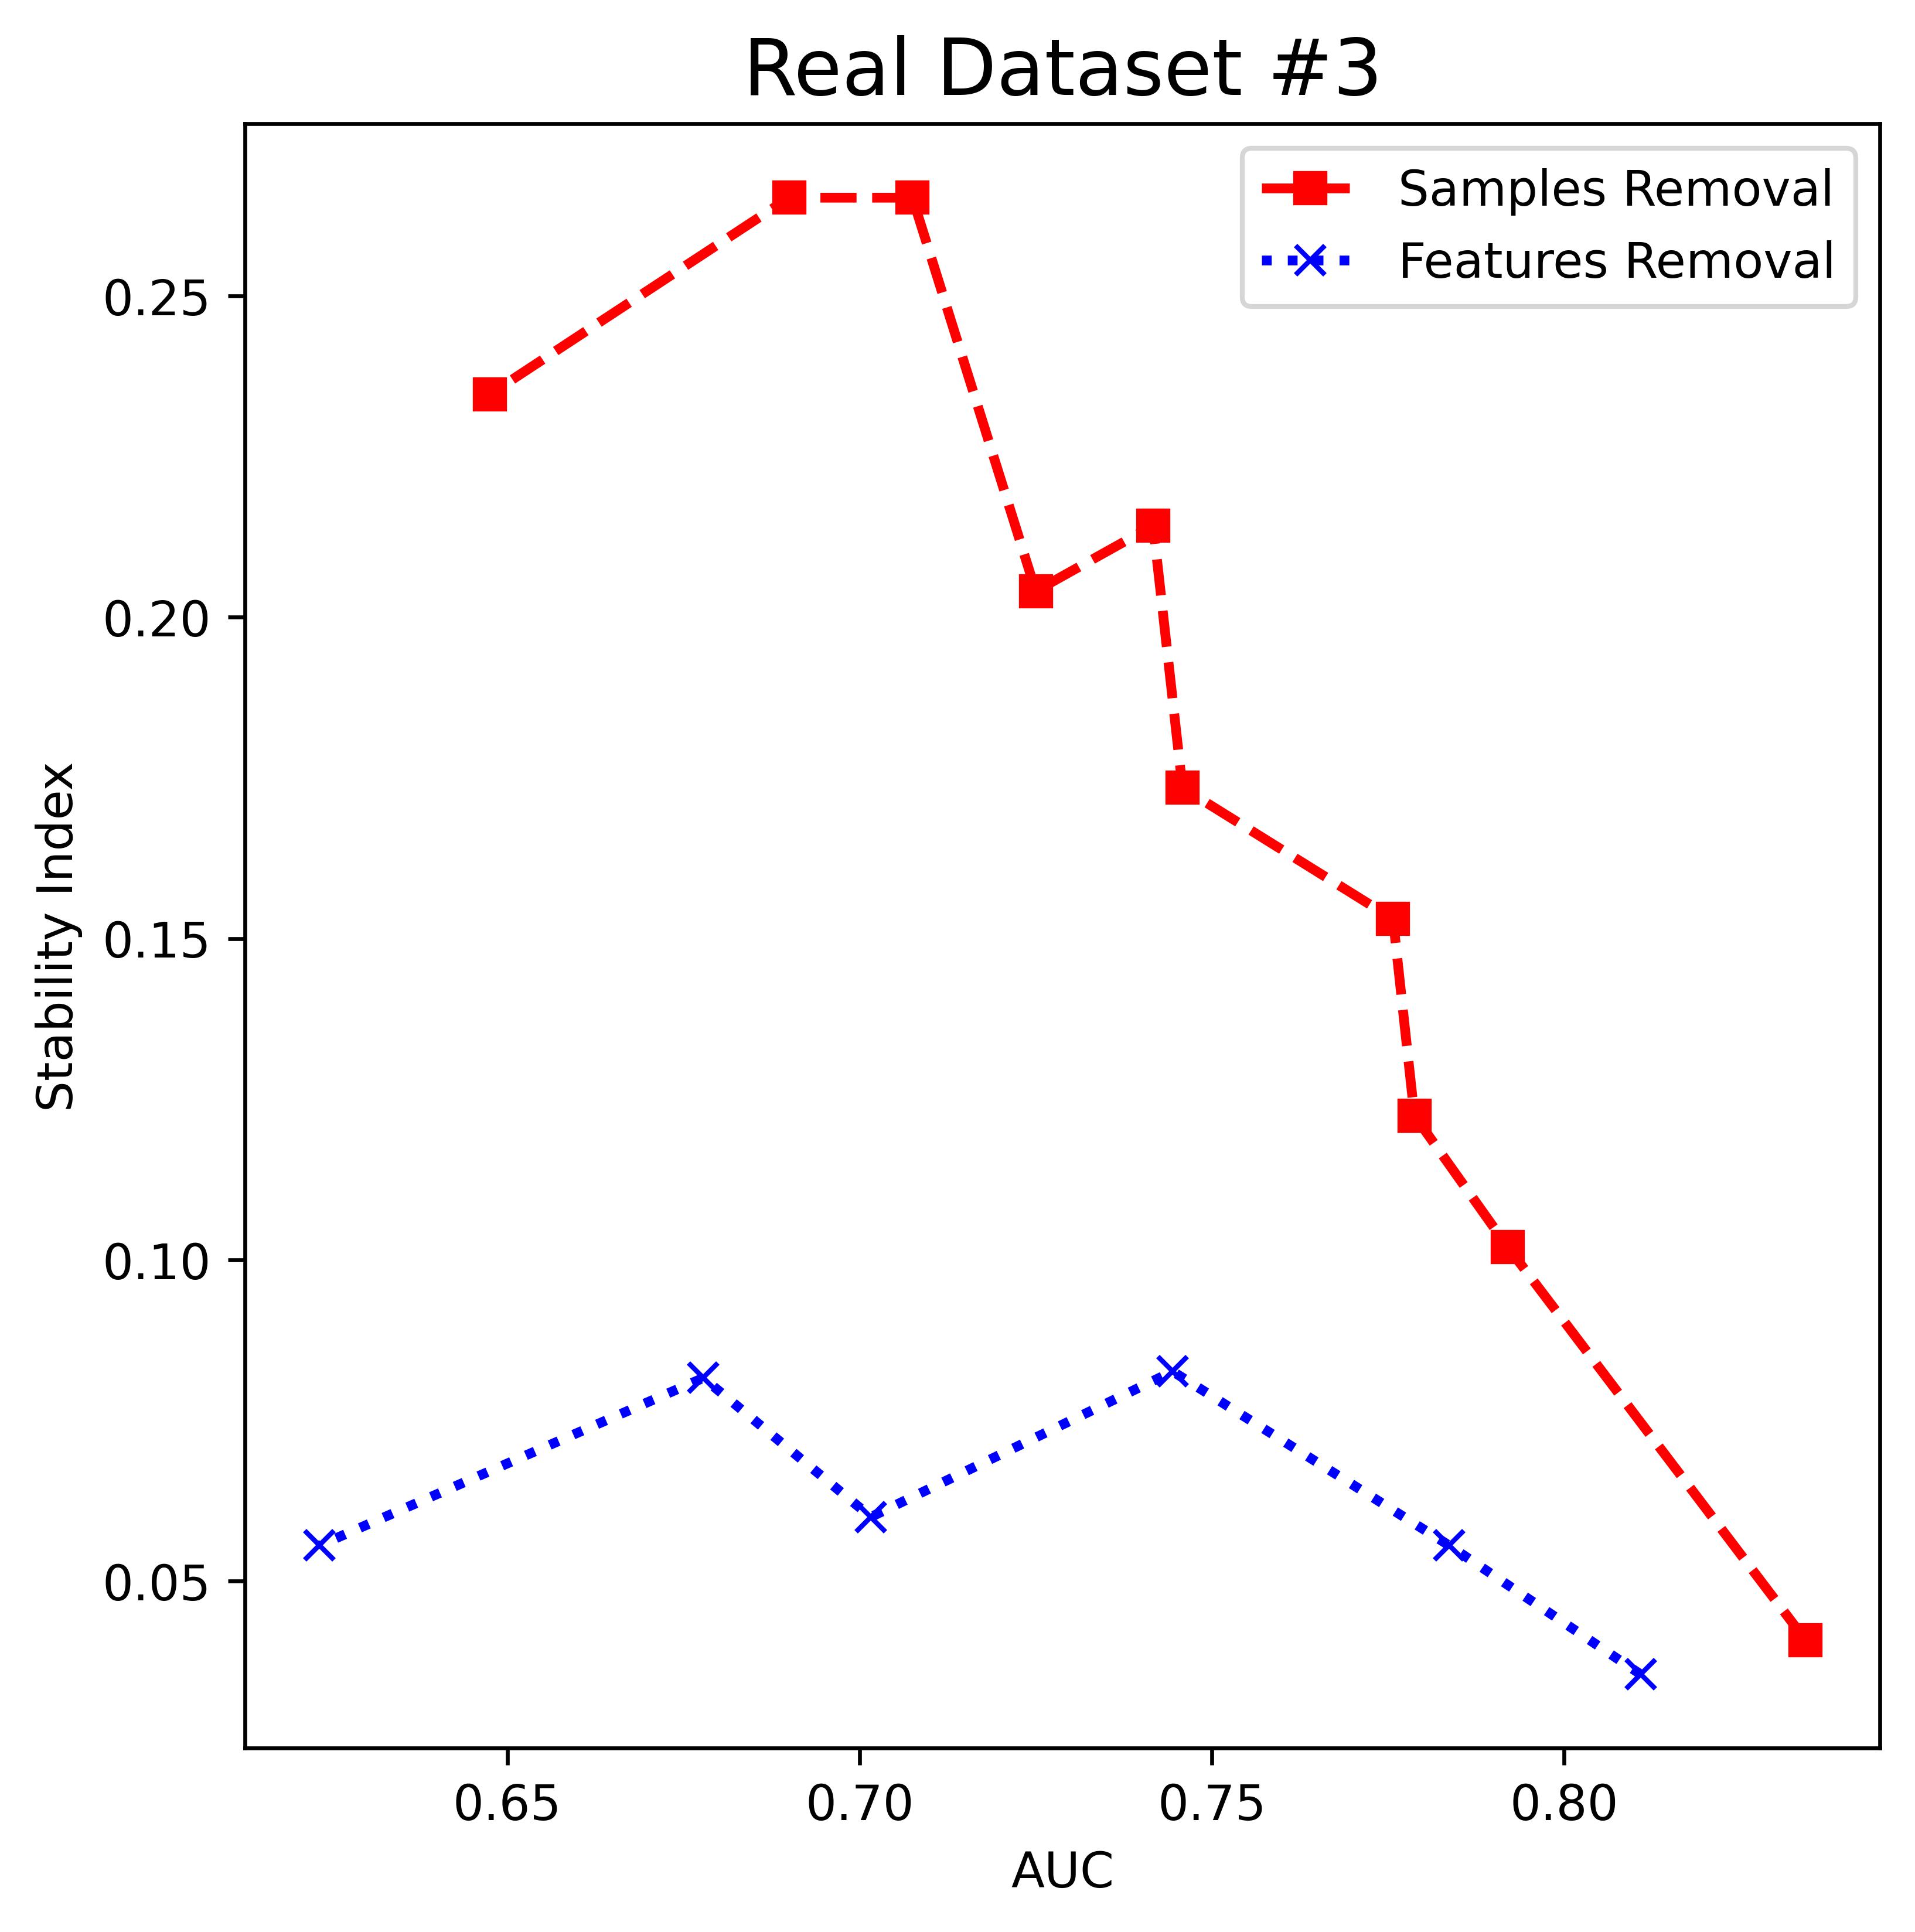 Real Dataset #3
Samples Removal
Features Removal
Stability Index
0.25
0.20
0.15
0.10
0.05
0.65 0.70 0.75 0.80
AUC